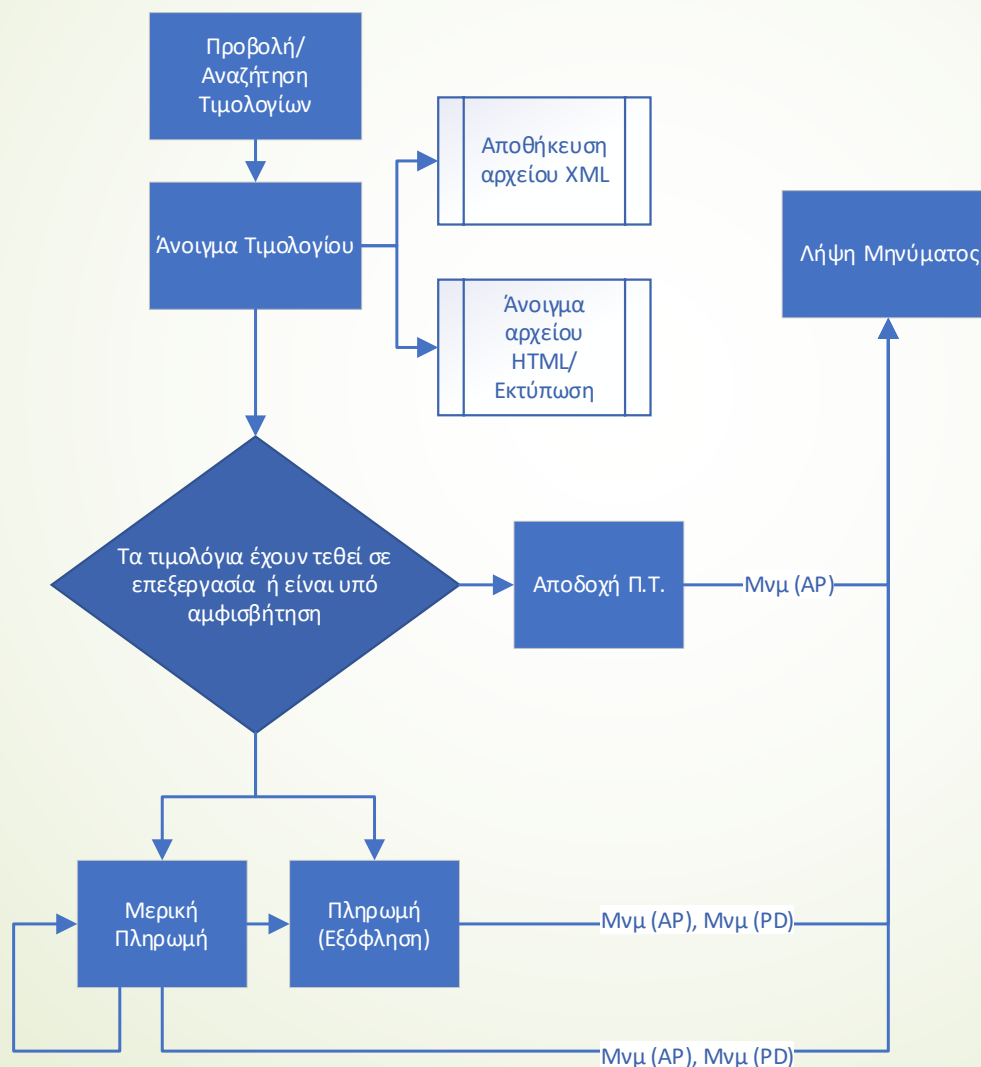 Προβολή/
Αναζήτηση
Τιμολογίων
Αποθήκευση
αρχείου XML
Άνοιγμα Τιμολογίου
Λήψη Μηνύματος
Άνοιγμα
αρχείου
HTML/
Εκτύπωση
Τα τιμολόγια έχουν τεθεί σε
επεξεργασία ή είναι υπό
αμφισβήτηση
Αποδοχή Π.Τ.
Μνμ (AP)
Μερική
Πληρωμή
Πληρωμή
(Εξόφληση)
Μνμ (AP), Μνμ (PD)
Μνμ (AP), Μνμ (PD)